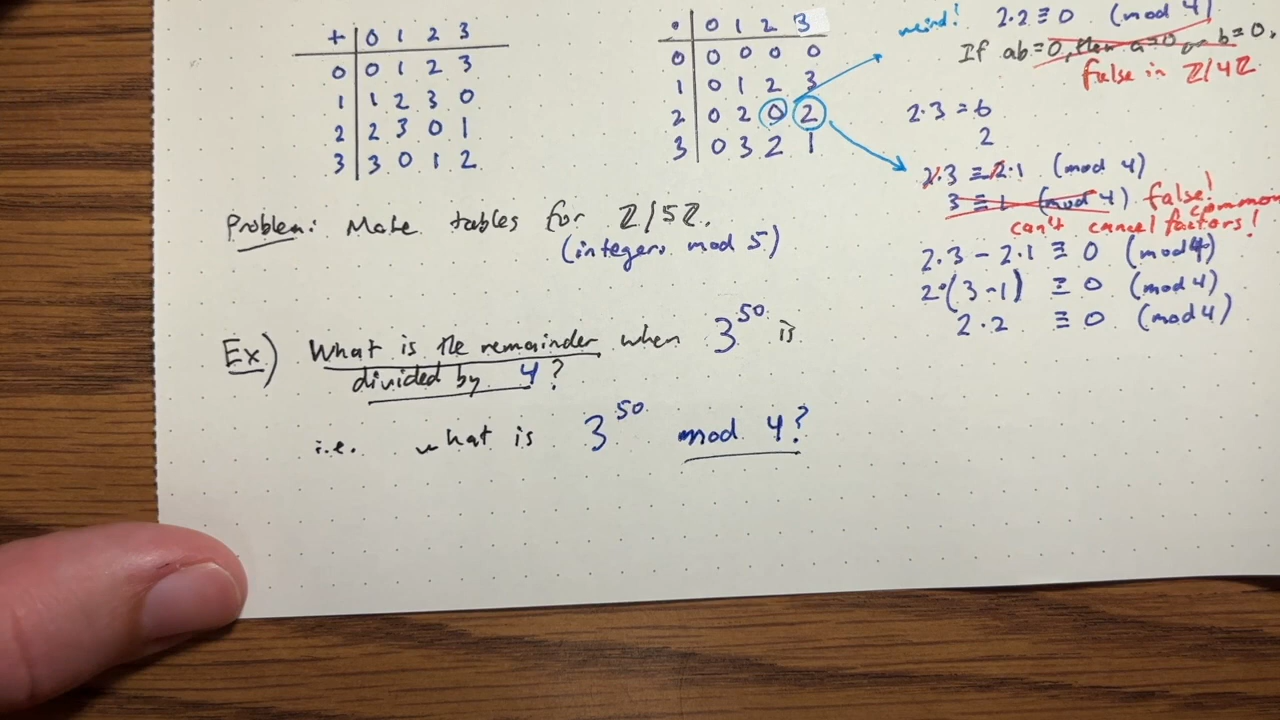 + 0 1 2 3
0 0 1 2 3
1 1 2 3 0
2 2 3 0 1
3 3 0 1 2
• 0 1 2 3
0 0 0 0 0
1 0 1 2 3
2 0 2 0 2
3 0 3 2 1
weird! 2·2≡0 (mod 4)
If ab=0, then a=0 or b=0.
false in ℤ/4ℤ
2·3=6
2
2·3≡2·1 (mod 4)
3≡1 (mod 4) false!
can't cancel common factors!
2·3-2·1≡0 (mod 4)
2·(3-1)≡0 (mod 4)
2·2≡0 (mod 4)
Problem: Make tables for ℤ/5ℤ.
(integers mod 5)
Ex) What is the remainder when 3^50 is
divided by 4?
i.e. what is 3^50 mod 4?